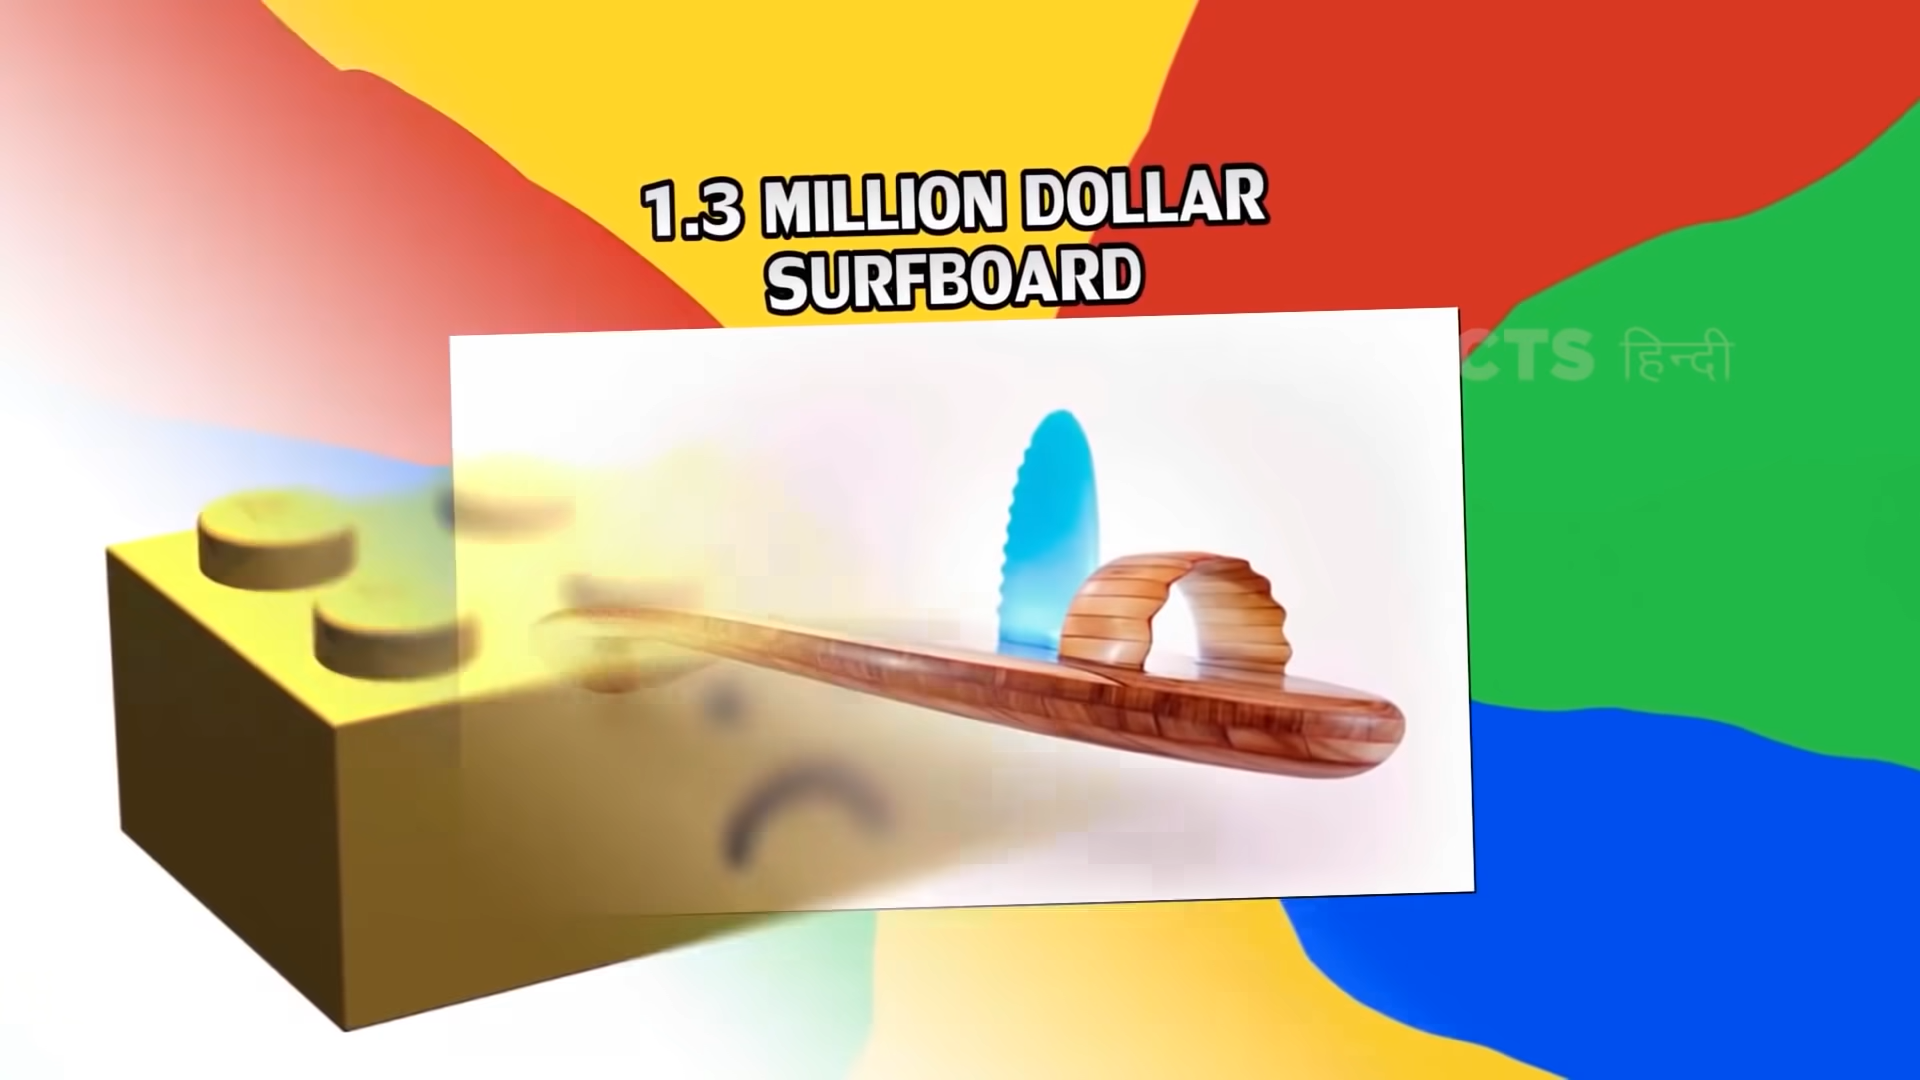 1.3 MILLION DOLLAR
SURFBOARD
CTS हिन्दी